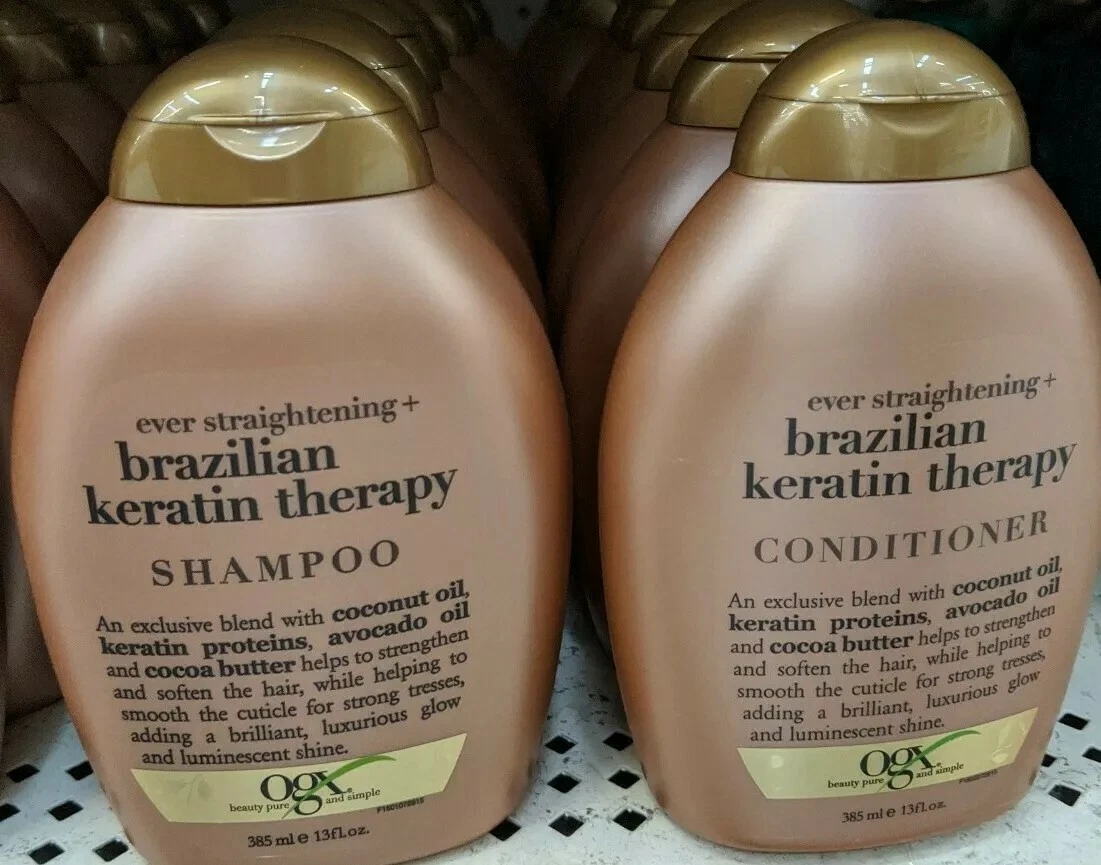 ever straightening+
brazilian
keratin therapy
SHAMPOO
An exclusive blend with coconut oil,
keratin proteins, avocado oil
and cocoa butter helps to strengthen
and soften the hair, while helping to
smooth the cuticle for strong tresses,
adding a brilliant, luxurious glow
and luminescent shine.
ogx®
beauty pure and simple
385 ml e 13fl.oz.
ever straightening+
brazilian
keratin therapy
CONDITIONER
An exclusive blend with coconut oil,
keratin proteins, avocado oil
and cocoa butter helps to strengthen
and soften the hair, while helping to
smooth the cuticle for strong tresses,
adding a brilliant, luxurious glow
and luminescent shine.
ogx®
beauty pure and simple
385 ml e 13fl.oz.